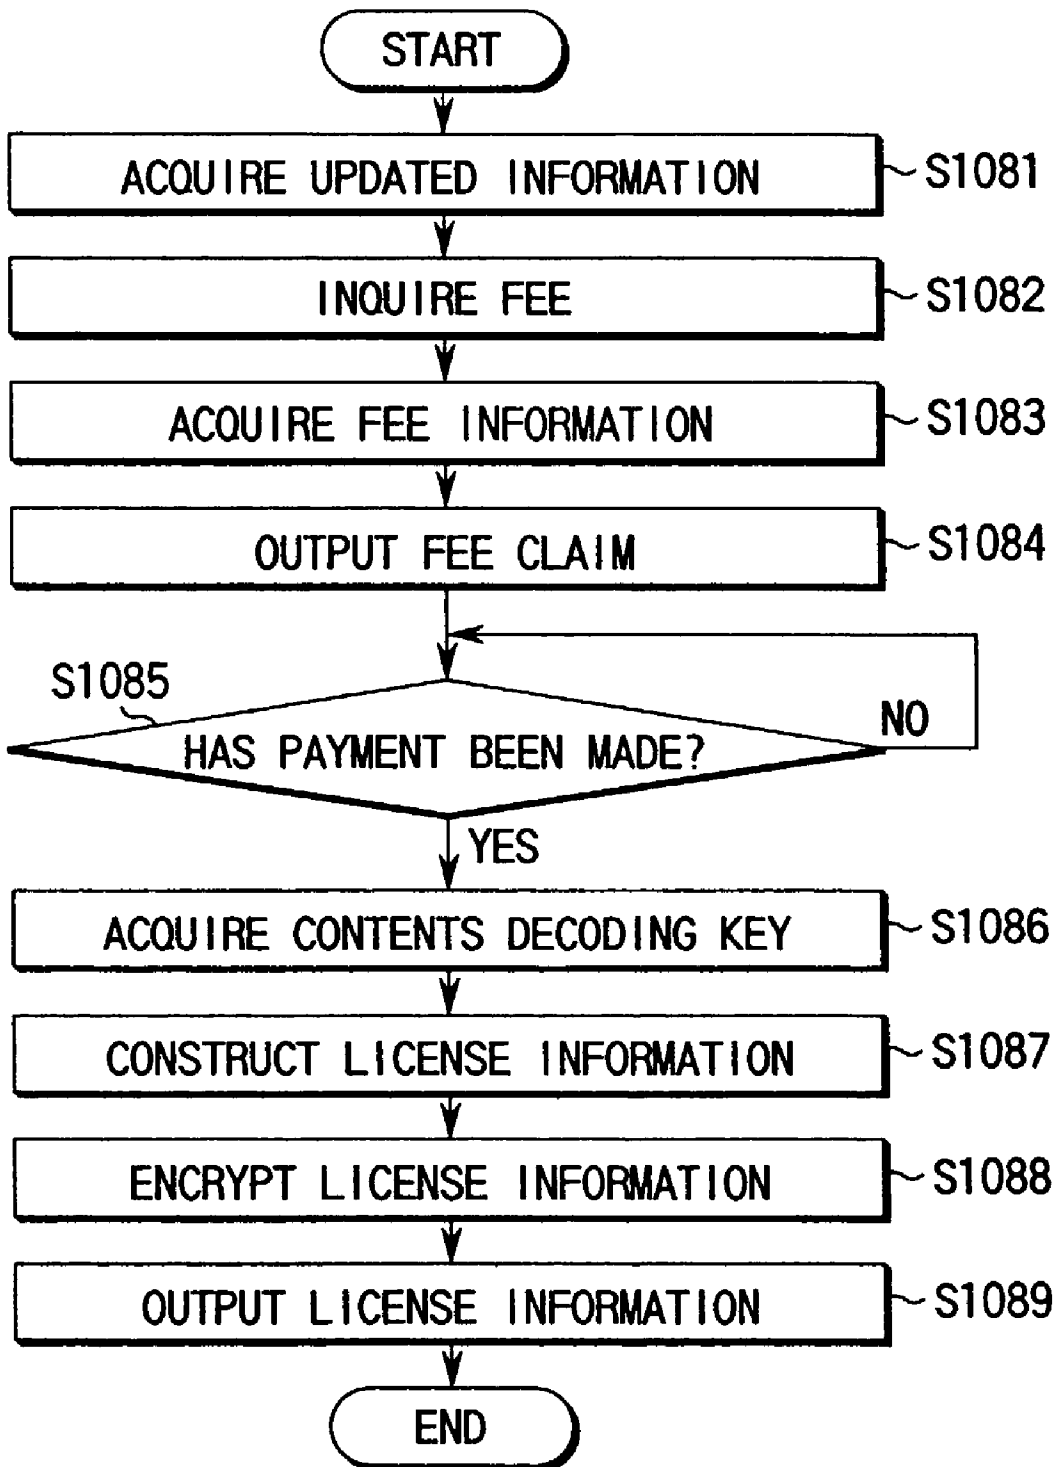 START
ACQUIRE UPDATED INFORMATION
S1081
INQUIRE FEE
S1082
ACQUIRE FEE INFORMATION
S1083
OUTPUT FEE CLAIM
S1084
S1085
HAS PAYMENT BEEN MADE?
NO
YES
ACQUIRE CONTENTS DECODING KEY
S1086
CONSTRUCT LICENSE INFORMATION
S1087
ENCRYPT LICENSE INFORMATION
S1088
OUTPUT LICENSE INFORMATION
S1089
END